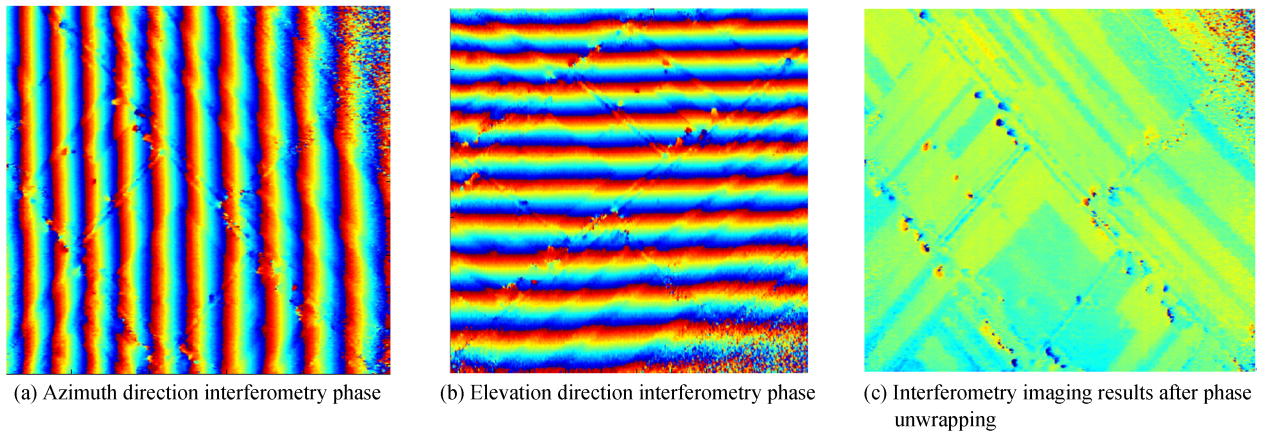 (a) Azimuth direction interferometry phase
(b) Elevation direction interferometry phase
(c) Interferometry imaging results after phase
unwrapping